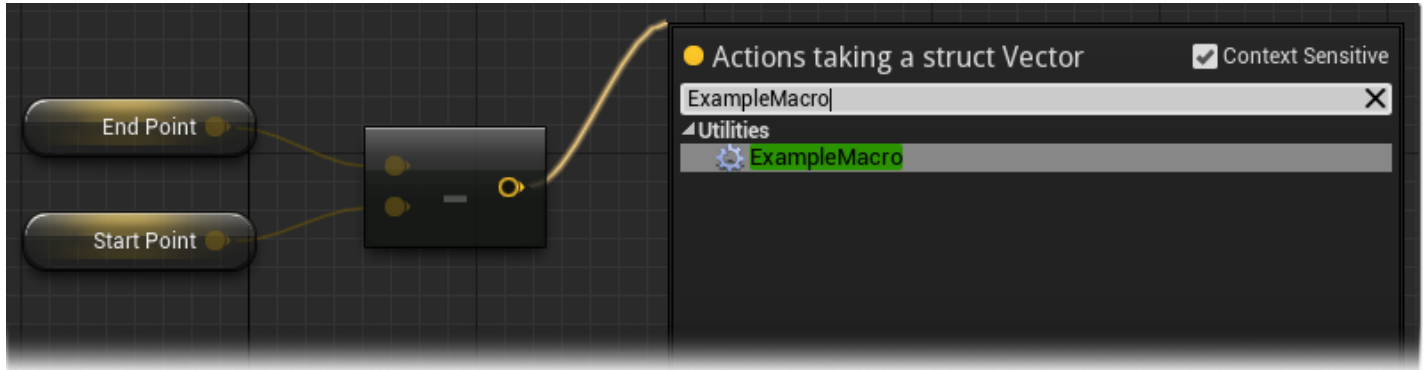 Actions taking a struct Vector
Context Sensitive
ExampleMacro
Utilities
ExampleMacro
End Point
Start Point